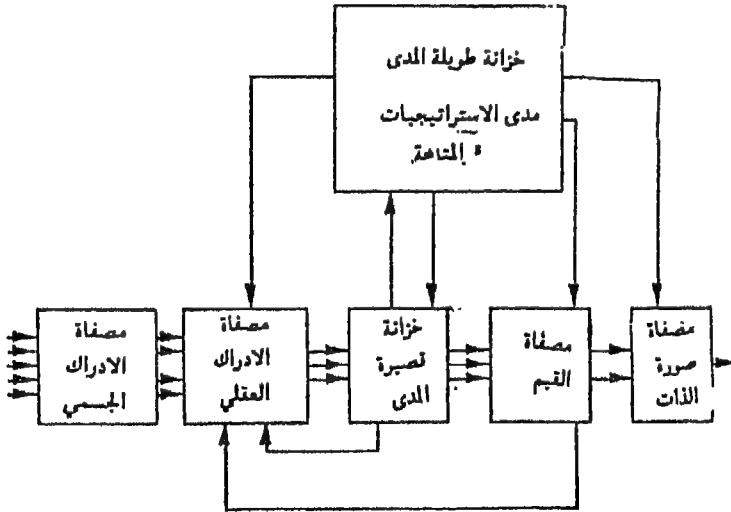 خزانة طويلة المدى
مدى الاستراتيجيات
المتاحة
مصفاة
الادراك
الجسمي
مصفاة
الادراك
العقلي
خزانة
قصيرة
المدى
مصفاة
القيم
مصفاة
صورة
الذات